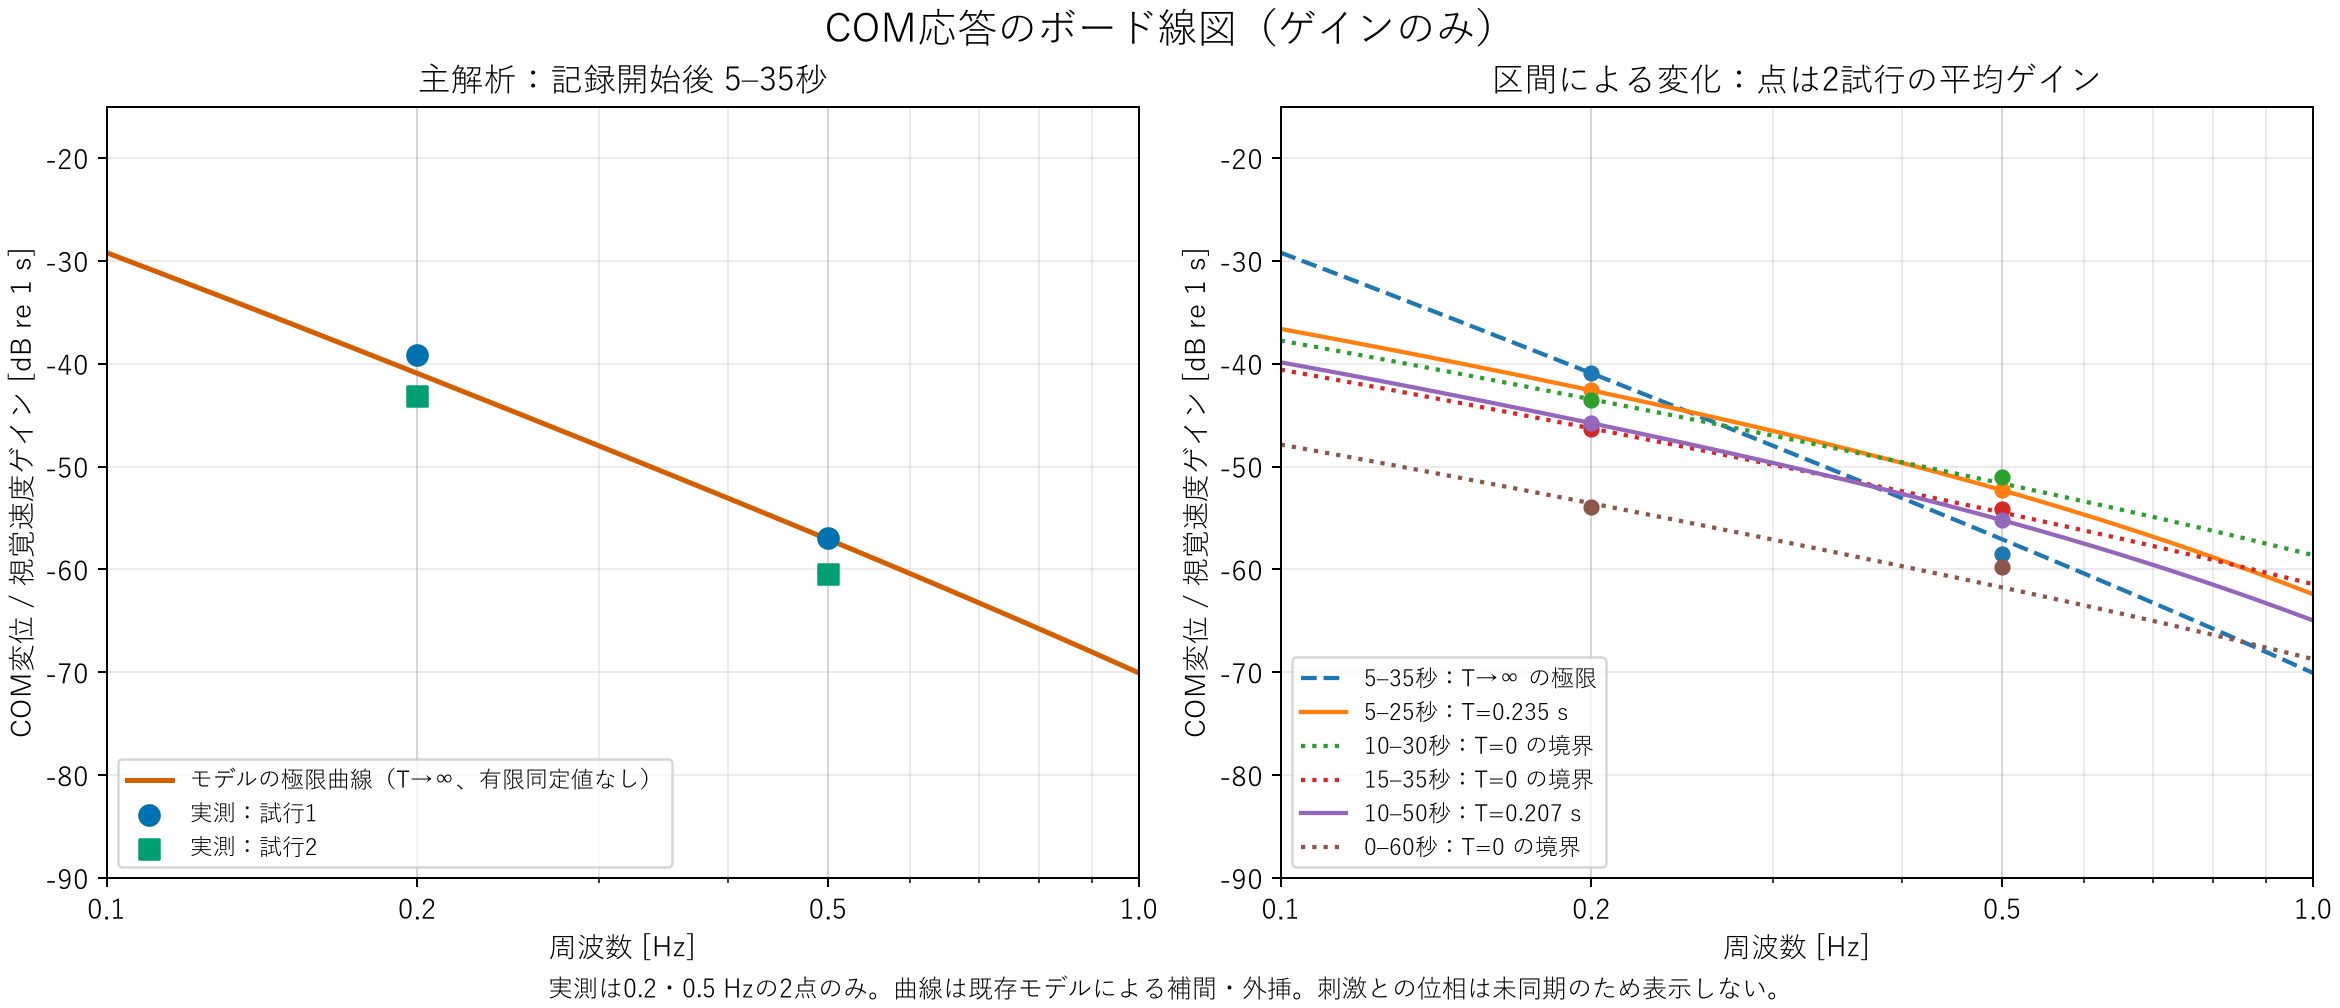 COM応答のボード線図（ゲインのみ）
主解析：記録開始後 5–35秒
COM変位 / 視覚速度ゲイン [dB re 1 s]
-20
-30
-40
-50
-60
-70
-80
-90
モデルの極限曲線（T→∞、有限同定値なし）
実測：試行1
実測：試行2
0.1
0.2
0.5
1.0
周波数 [Hz]
区間による変化：点は2試行の平均ゲイン
COM変位 / 視覚速度ゲイン [dB re 1 s]
-20
-30
-40
-50
-60
-70
-80
-90
5–35秒：T→∞ の極限
5–25秒：T=0.235 s
10–30秒：T=0 の境界
15–35秒：T=0 の境界
10–50秒：T=0.207 s
0–60秒：T=0 の境界
0.1
0.2
0.5
1.0
周波数 [Hz]
実測は0.2・0.5 Hzの2点のみ。曲線は既存モデルによる補間・外挿。刺激との位相は未同期のため表示しない。